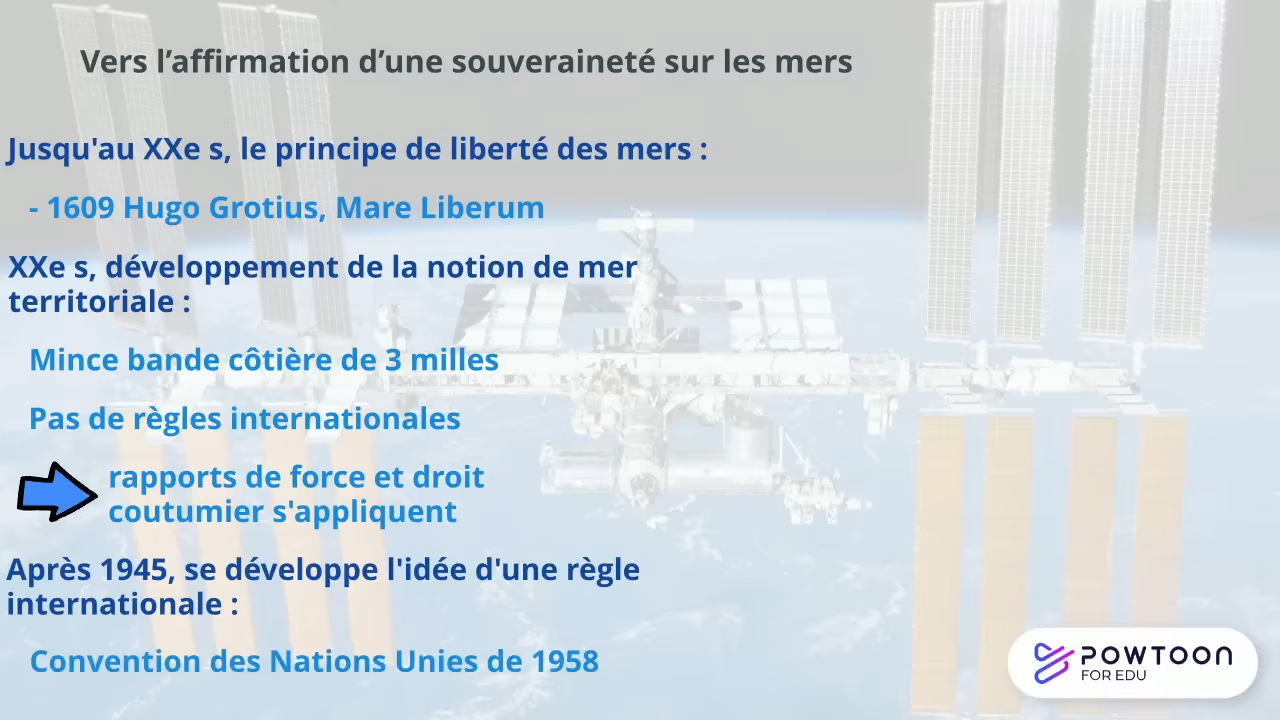 Vers l’affirmation d’une souveraineté sur les mers
Jusqu'au XXe s, le principe de liberté des mers :
- 1609 Hugo Grotius, Mare Liberum
XXe s, développement de la notion de mer
territoriale :
Mince bande côtière de 3 milles
Pas de règles internationales
rapports de force et droit
coutumier s'appliquent
Après 1945, se développe l'idée d'une règle
internationale :
Convention des Nations Unies de 1958
POWTOON
FOR EDU